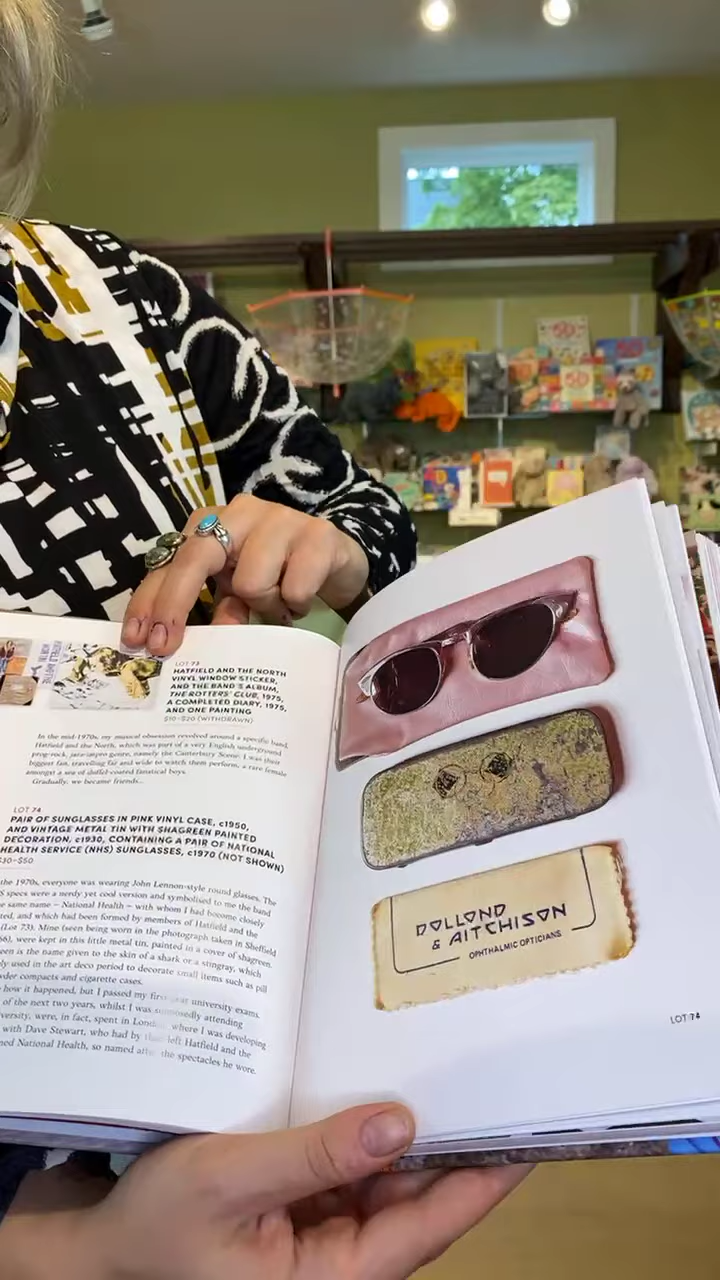 LOT 73
HATFIELD AND THE NORTH
VINYL WINDOW STICKER,
AND THE BAND'S ALBUM,
THE ROTTERS' CLUB, 1975,
A COMPLETED DIARY, 1975,
AND ONE PAINTING
$10–$20 (WITHDRAWN)
In the mid-1970s, my musical obsession revolved around a specific band,
Hatfield and the North, which was part of a very English underground
prog-rock, jazz-impro genre, namely the Canterbury Scene. I was their
biggest fan, travelling far and wide to watch them perform, a rare female
amongst a sea of duffel-coated fanatical boys.
Gradually, we became friends...
LOT 74
PAIR OF SUNGLASSES IN PINK VINYL CASE, c1950,
AND VINTAGE METAL TIN WITH SHAGREEN PAINTED
DECORATION, c1930, CONTAINING A PAIR OF NATIONAL
HEALTH SERVICE (NHS) SUNGLASSES, c1970 (NOT SHOWN)
$30–$50
the 1970s, everyone was wearing John Lennon-style round glasses. The
specs were a nerdy yet cool version and symbolised to me the band
same name – National Health – with whom I had become closely
and which had been formed by members of Hatfield and the
(Lot 73). Mine (seen being worn in the photograph taken in Sheffield
were kept in this little metal tin, painted in a cover of shagreen.
is the name given to the skin of a shark or a stingray, which
used in the art deco period to decorate small items such as pill
compacts and cigarette cases.
how it happened, but I passed my first year university exams.
of the next two years, whilst I was supposedly attending
were, in fact, spent in London, where I was developing
with Dave Stewart, who had by then left Hatfield and the
National Health, so named after the spectacles he wore.
DOLLOND
& AITCHISON
OPHTHALMIC OPTICIANS
LOT 74